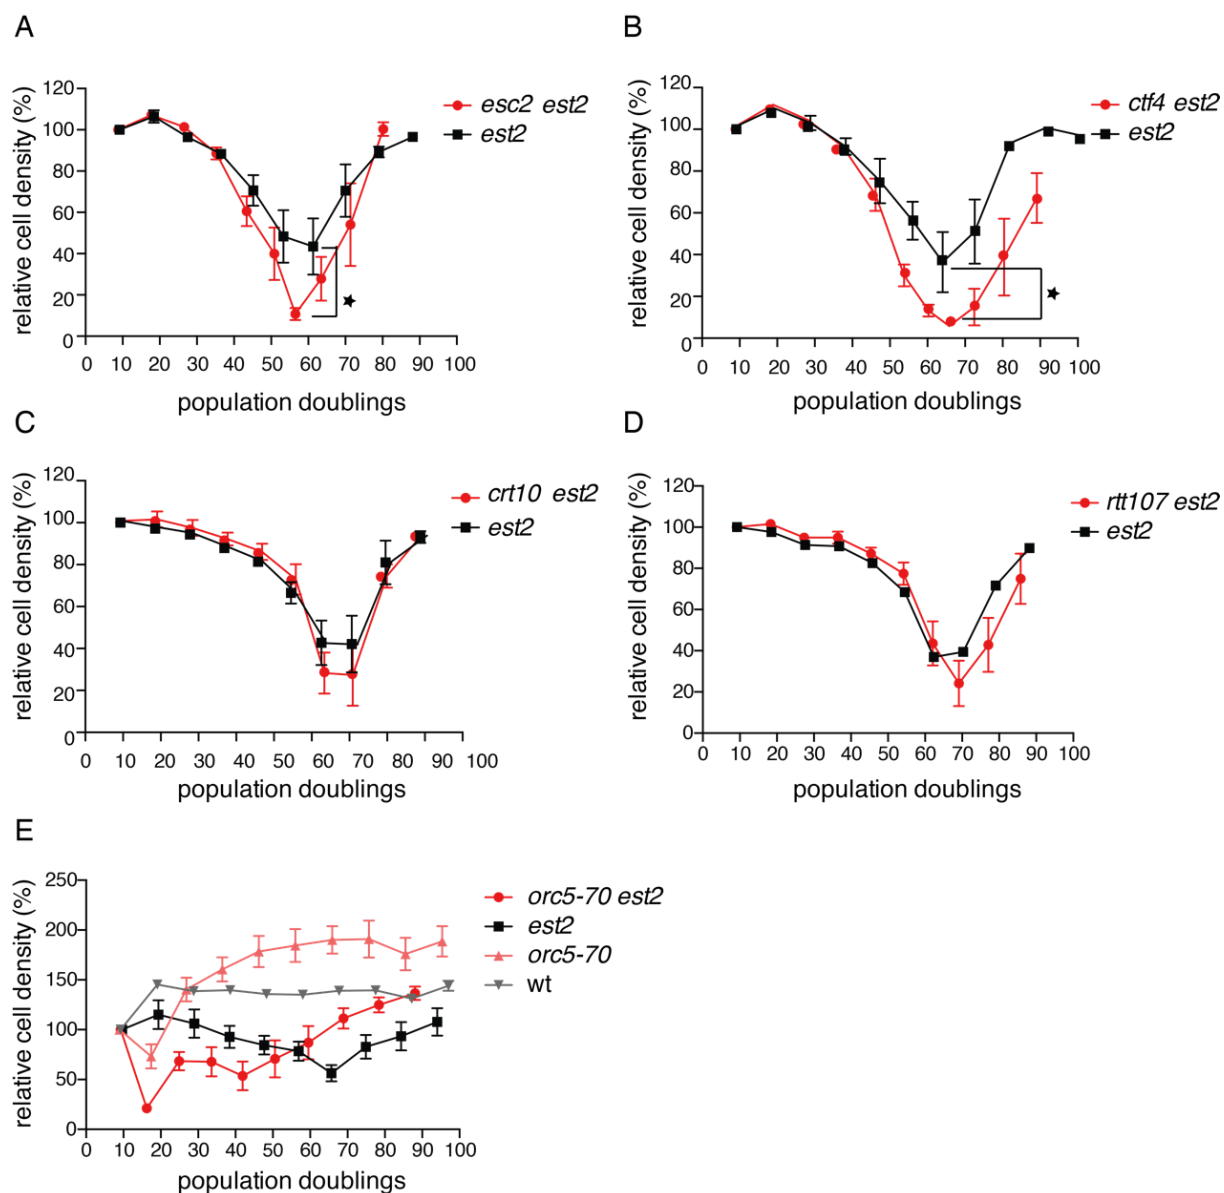 A
relative cell density (%)
120
100
80
60
40
20
0
0 10 20 30 40 50 60 70 80 90 100
population doublings
esc2 est2
est2
B
relative cell density (%)
120
100
80
60
40
20
0
0 10 20 30 40 50 60 70 80 90 100
population doublings
ctf4 est2
est2
C
relative cell density (%)
120
100
80
60
40
20
0
0 10 20 30 40 50 60 70 80 90 100
population doublings
crt10 est2
est2
D
relative cell density (%)
120
100
80
60
40
20
0
0 10 20 30 40 50 60 70 80 90 100
population doublings
rtt107 est2
est2
E
relative cell density (%)
250
200
150
100
50
0
0 10 20 30 40 50 60 70 80 90 100
population doublings
orc5-70 est2
est2
orc5-70
wt